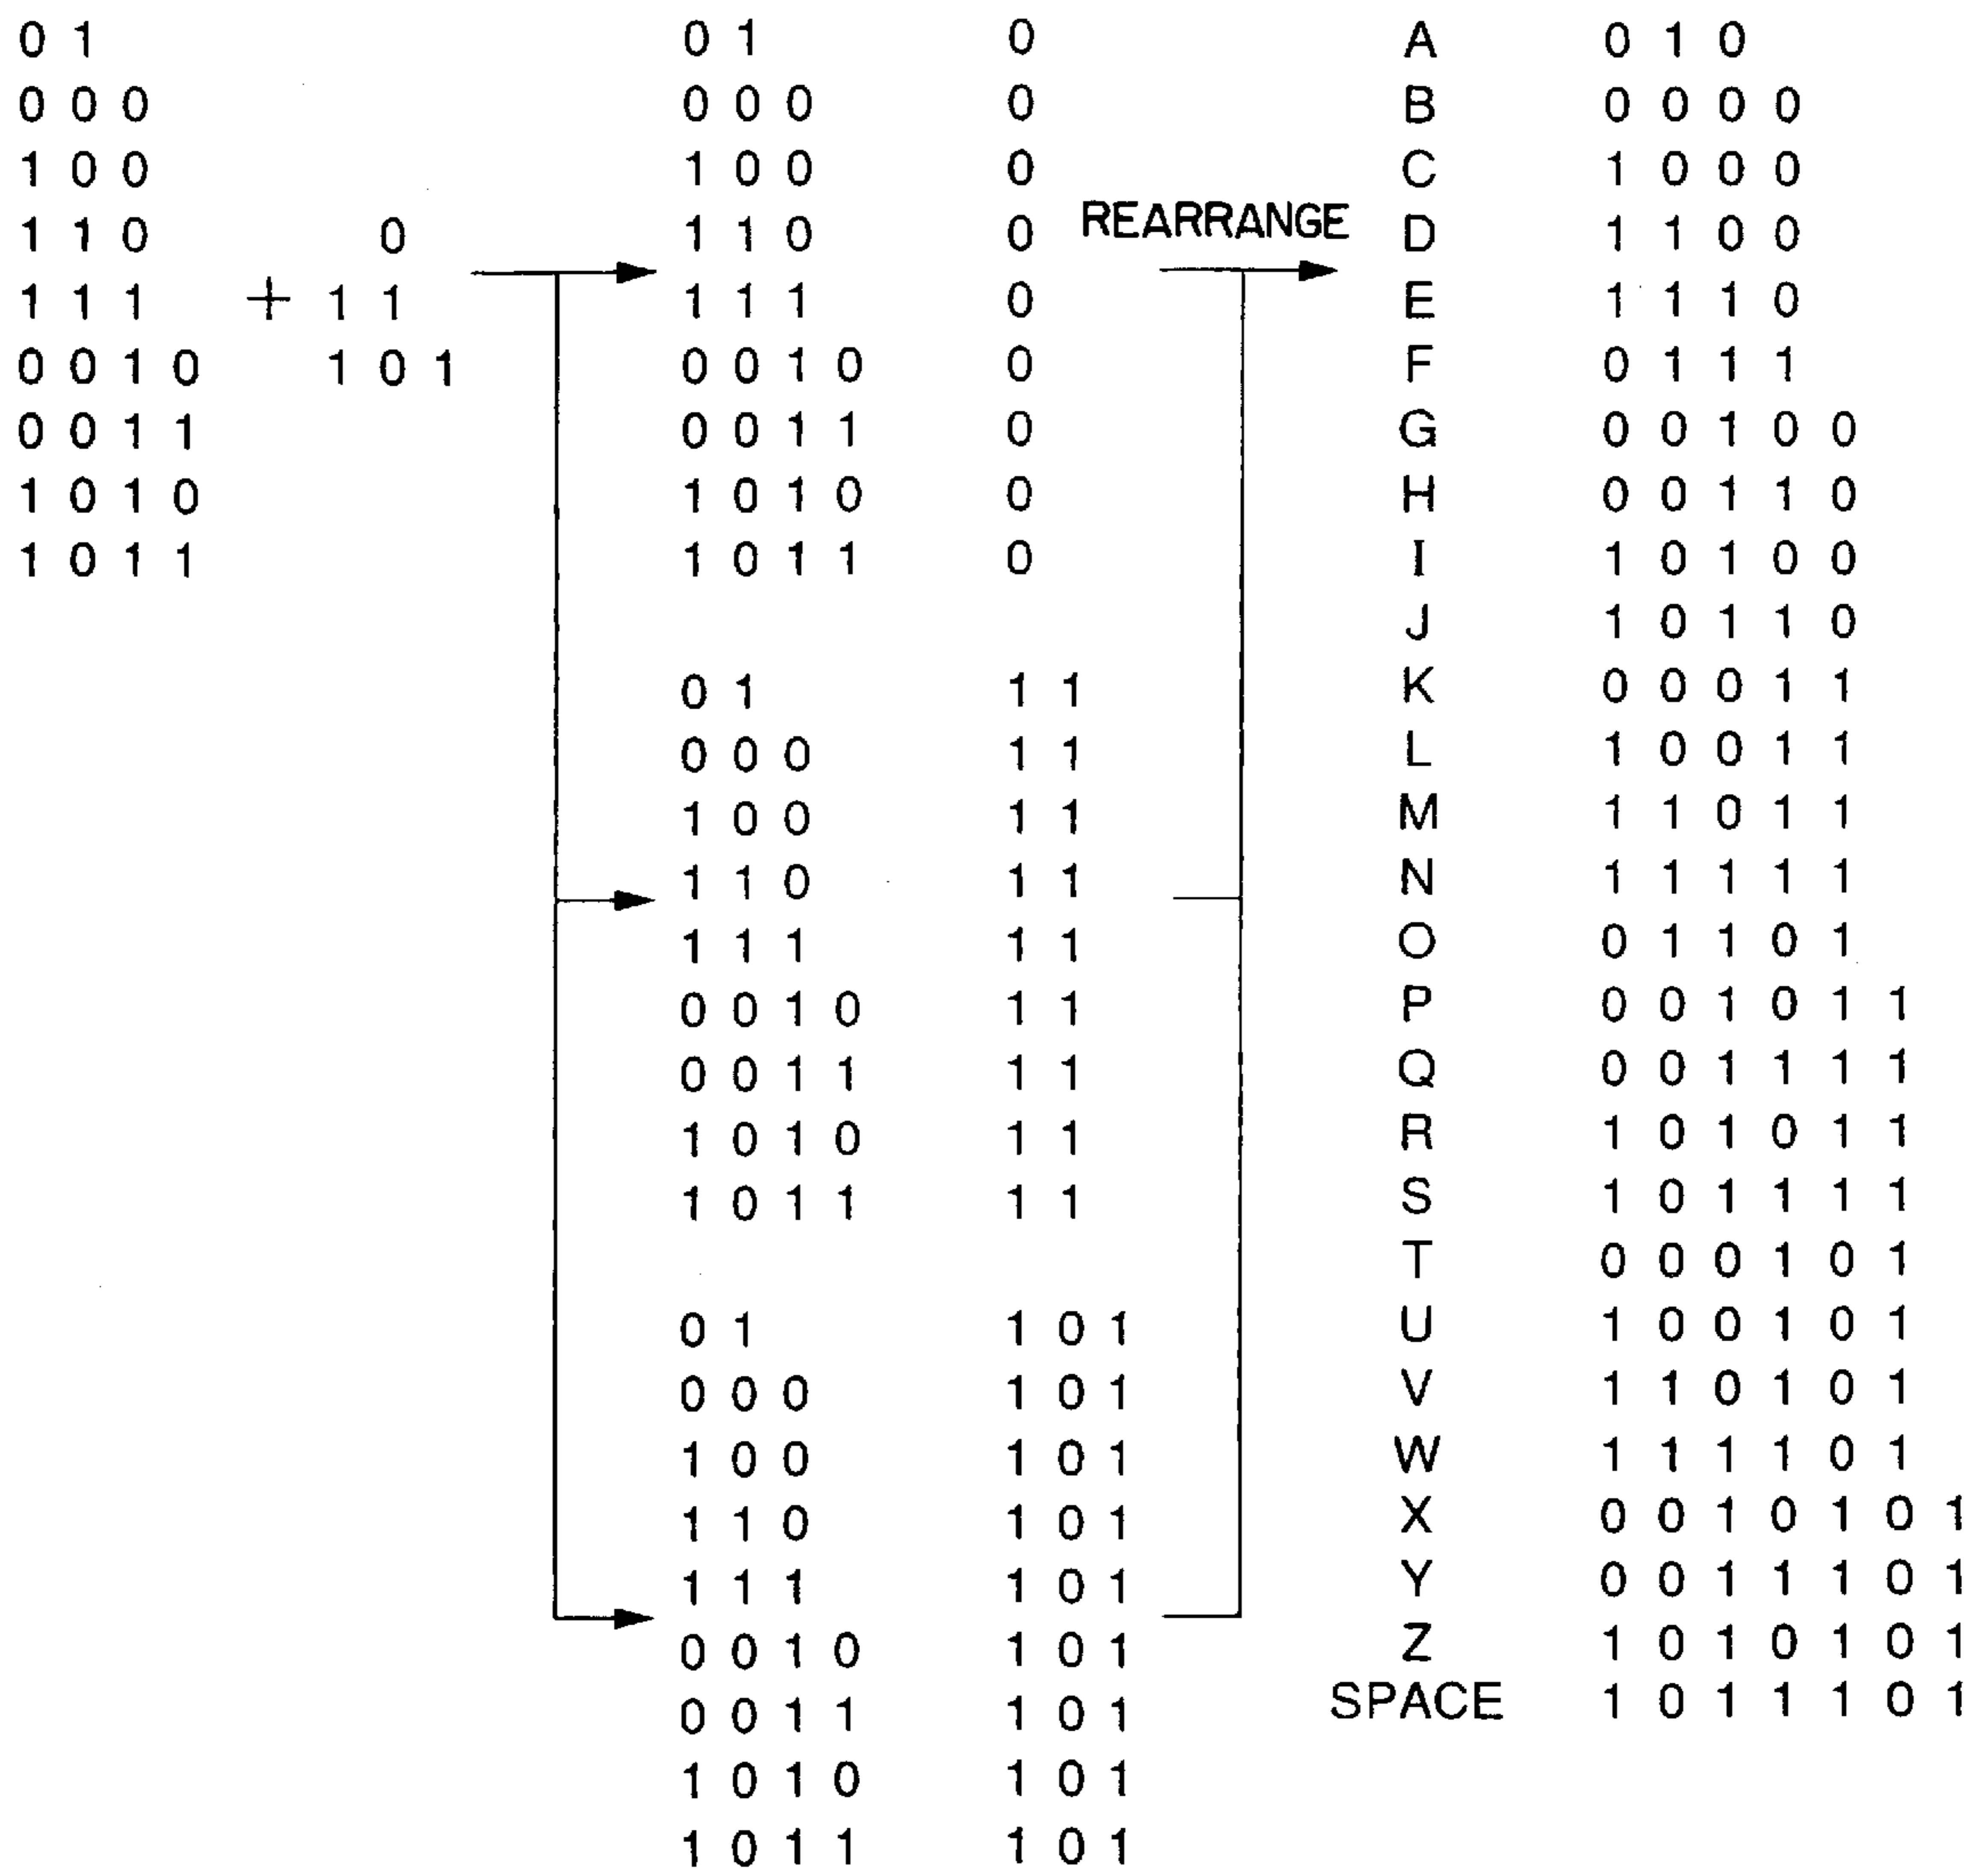 0 1
0 0 0
1 0 0
1 1 0
1 1 1
0 0 1 0
0 0 1 1
1 0 1 0
1 0 1 1
+
0
1 1
1 0 1
0 1 0
0 0 0 0
1 0 0 0
1 1 0 0
1 1 1 0
0 0 1 0 0
0 0 1 1 0
1 0 1 0 0
1 0 1 1 0
0 1 1 1
0 0 0 1 1
1 0 0 1 1
1 1 0 1 1
1 1 1 1 1
0 0 1 0 1 1
0 0 1 1 1 1
1 0 1 0 1 1
1 0 1 1 1 1
0 1 1 0 1
0 0 0 1 0 1
1 0 0 1 0 1
1 1 0 1 0 1
1 1 1 1 0 1
0 0 1 0 1 0 1
0 0 1 1 1 0 1
1 0 1 0 1 0 1
1 0 1 1 1 0 1
REARRANGE
A 0 1 0
B 0 0 0 0
C 1 0 0 0
D 1 1 0 0
E 1 1 1 0
F 0 1 1 1
G 0 0 1 0 0
H 0 0 1 1 0
I 1 0 1 0 0
J 1 0 1 1 0
K 0 0 0 1 1
L 1 0 0 1 1
M 1 1 0 1 1
N 1 1 1 1 1
O 0 1 1 0 1
P 0 0 1 0 1 1
Q 0 0 1 1 1 1
R 1 0 1 0 1 1
S 1 0 1 1 1 1
T 0 0 0 1 0 1
U 1 0 0 1 0 1
V 1 1 0 1 0 1
W 1 1 1 1 0 1
X 0 0 1 0 1 0 1
Y 0 0 1 1 1 0 1
Z 1 0 1 0 1 0 1
SPACE 1 0 1 1 1 0 1